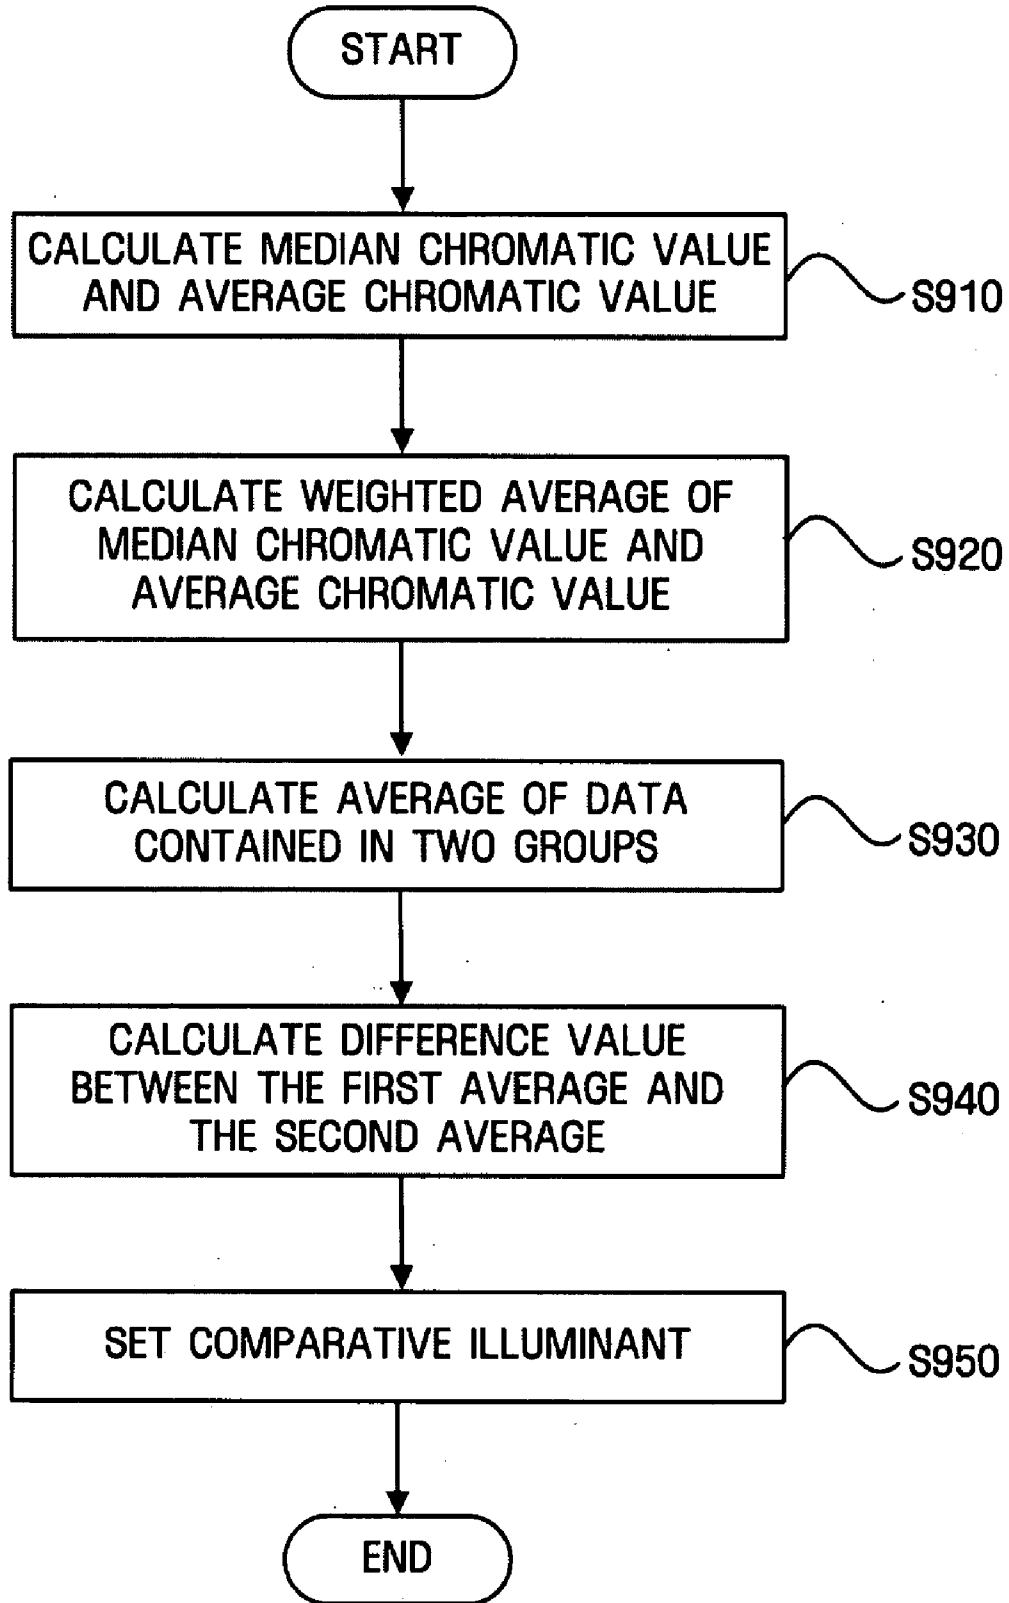 START
CALCULATE MEDIAN CHROMATIC VALUE
AND AVERAGE CHROMATIC VALUE
S910
CALCULATE WEIGHTED AVERAGE OF
MEDIAN CHROMATIC VALUE AND
AVERAGE CHROMATIC VALUE
S920
CALCULATE AVERAGE OF DATA
CONTAINED IN TWO GROUPS
S930
CALCULATE DIFFERENCE VALUE
BETWEEN THE FIRST AVERAGE AND
THE SECOND AVERAGE
S940
SET COMPARATIVE ILLUMINANT
S950
END